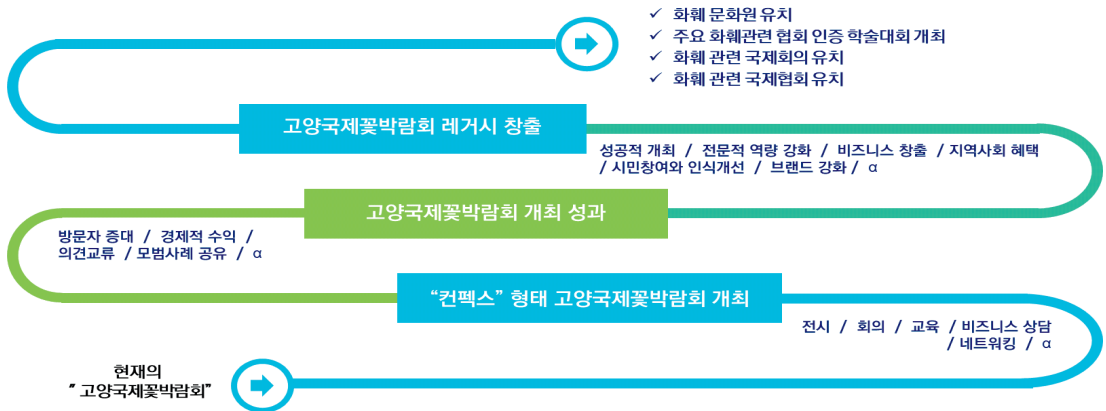 ✓ 화훼 문화원 유치
✓ 주요 화훼관련 협회 인증 학술대회 개최
✓ 화훼 관련 국제회의 유치
✓ 화훼 관련 국제협회 유치
고양국제꽃박람회 레거시 창출
성공적 개최 / 전문적 역량 강화 / 비즈니스 창출 / 지역사회 혜택
/ 시민창여와 인식개선 / 브랜드 강화 / α
고양국제꽃박람회 개최 성과
방문자 증대 / 경제적 수익 /
의견교류 / 모범사례 공유 / α
“컨펙스” 형태 고양국제꽃박람회 개최
전시 / 회의 / 교육 / 비즈니스 상담
/ 네트워킹 / α
현재의
" 고양국제꽃박람회"